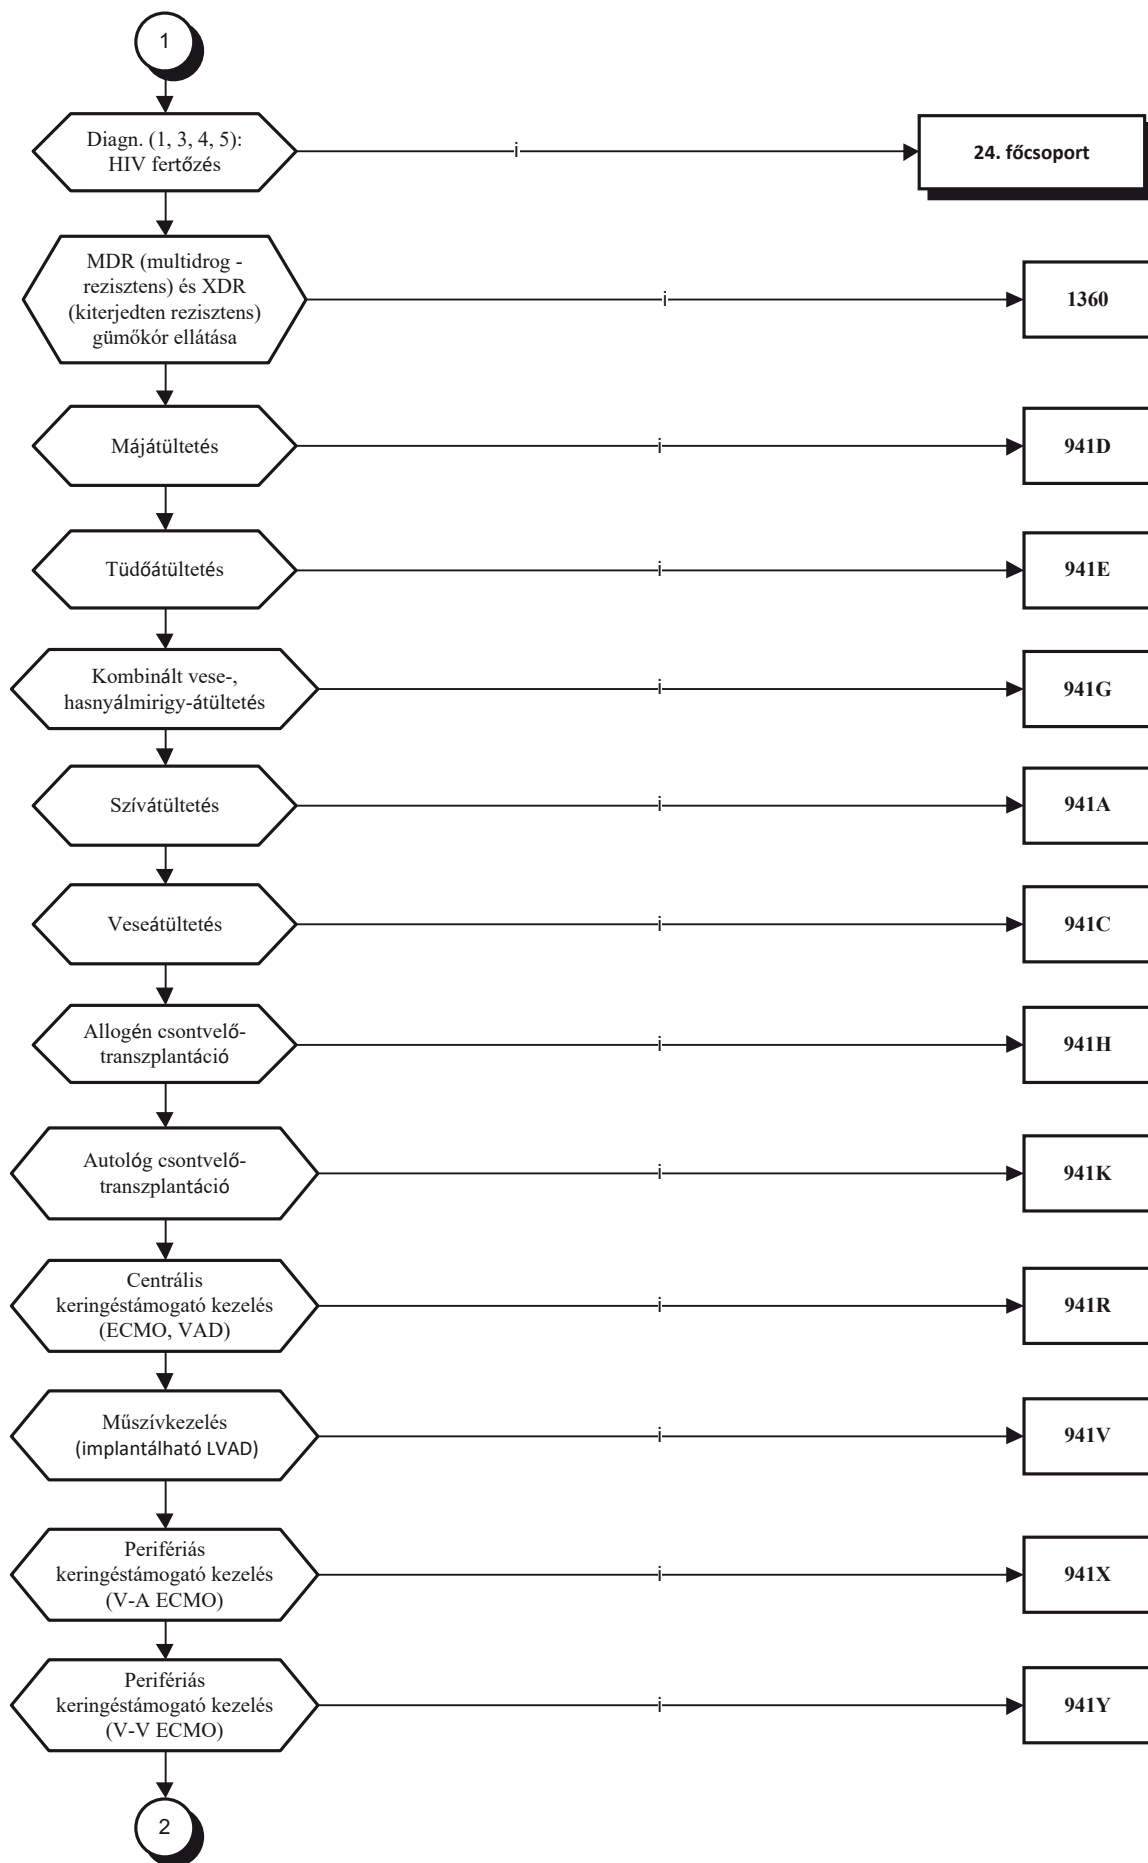 1
Diagn. (1, 3, 4, 5):
HIV fertőzés
i
24. főcsoport
MDR (multidrog -
rezisztens) és XDR
(kiterjedten rezisztens)
gümőkór ellátása
i
1360
Májátültetés
i
941D
Tüdőátültetés
i
941E
Kombinált vese-,
hasnyálmirigy-átültetés
i
941G
Szívátültetés
i
941A
Veseátültetés
i
941C
Allogén csontvelő-
transzplantáció
i
941H
Autológ csontvelő-
transzplantáció
i
941K
Centrális
keringéstámogató kezelés
(ECMO, VAD)
i
941R
Műszívkezelés
(implantálható LVAD)
i
941V
Perifériás
keringéstámogató kezelés
(V-A ECMO)
i
941X
Perifériás
keringéstámogató kezelés
(V-V ECMO)
i
941Y
2